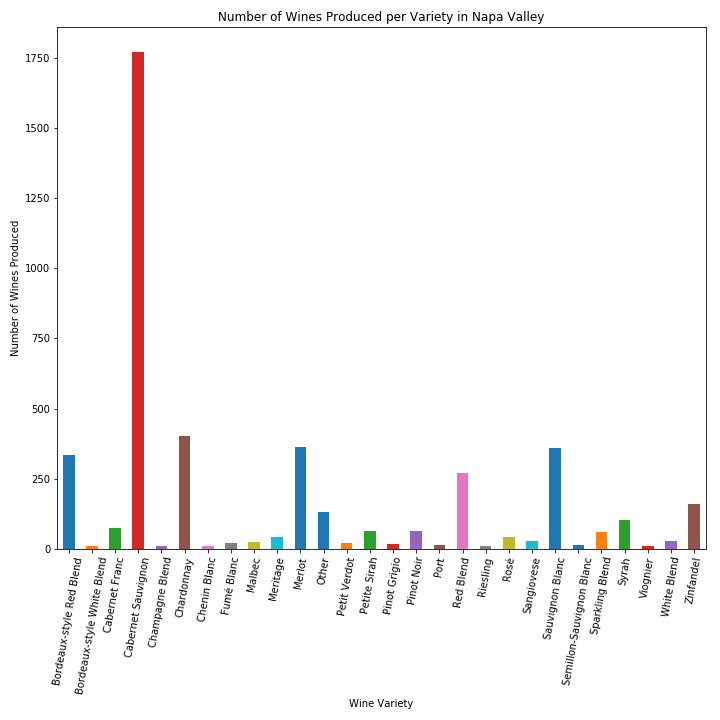 Number of Wines Produced per Variety in Napa Valley
Number of Wines Produced
1750
1500
1250
1000
750
500
250
0
Bordeaux-style Red Blend
Bordeaux-style White Blend
Cabernet Franc
Cabernet Sauvignon
Champagne Blend
Chardonnay
Chenin Blanc
Fumé Blanc
Malbec
Meritage
Merlot
Other
Petit Verdot
Petite Sirah
Pinot Grigio
Pinot Noir
Port
Red Blend
Riesling
Rosé
Sangiovese
Sauvignon Blanc
Semillon-Sauvignon Blanc
Sparkling Blend
Syrah
Viognier
White Blend
Zinfandel
Wine Variety